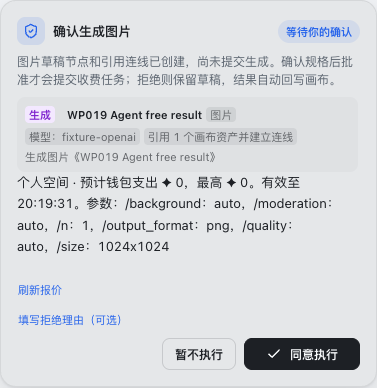 确认生成图片
等待你的确认
图片草稿节点和引用连线已创建，尚未提交生成。确认规格后批
准才会提交收费任务；拒绝则保留草稿，结果自动回写画布。
生成 WP019 Agent free result 图片
模型：fixture-openai 引用 1 个画布资产并建立连线
生成图片《WP019 Agent free result》
个人空间 · 预计钱包支出 ✦ 0，最高 ✦ 0。有效至
20:19:31。参数：/background：auto，/moderation：
auto，/n：1，/output_format：png，/quality：
auto，/size：1024x1024
刷新报价
填写拒绝理由（可选）
暂不执行 同意执行